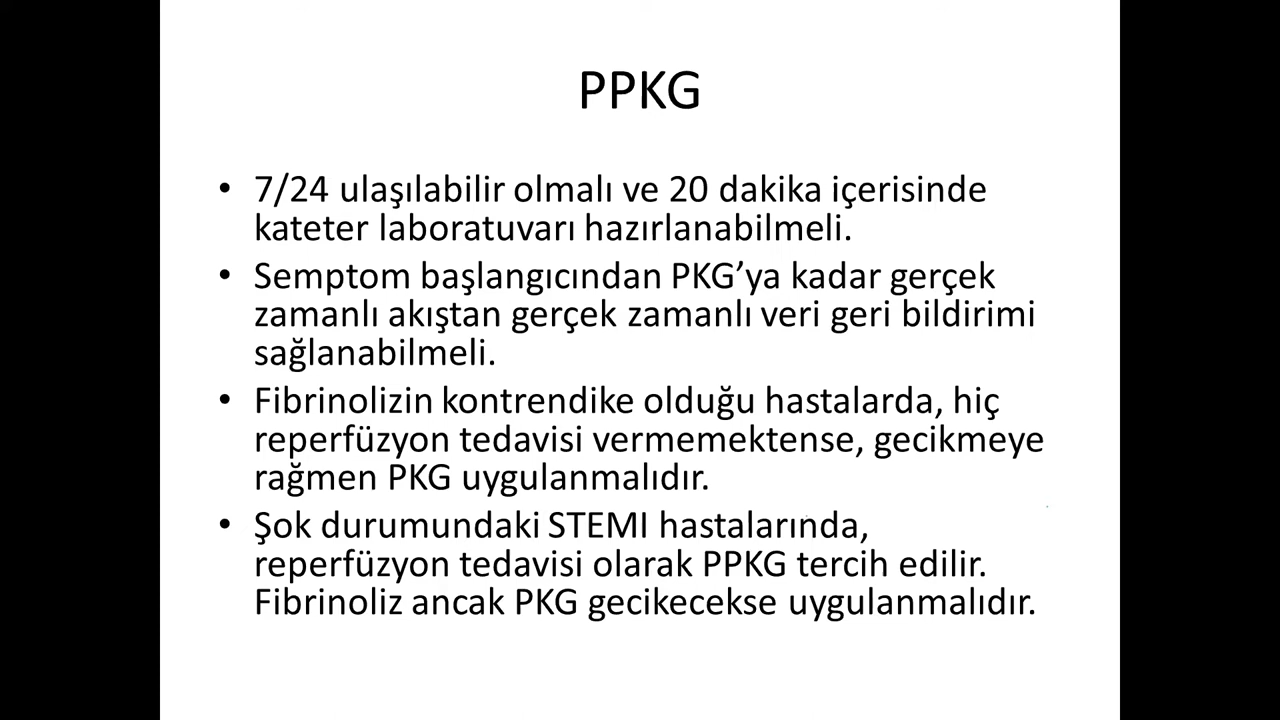 PPKG
• 7/24 ulaşılabilir olmalı ve 20 dakika içerisinde
kateter laboratuvarı hazırlanabilmeli.
• Semptom başlangıcından PKG’ya kadar gerçek
zamanlı akıştan gerçek zamanlı veri geri bildirimi
sağlanabilmeli.
• Fibrinolizin kontrendike olduğu hastalarda, hiç
reperfüzyon tedavisi vermemektense, gecikmeye
rağmen PKG uygulanmalıdır.
• Şok durumundaki STEMI hastalarında,
reperfüzyon tedavisi olarak PPKG tercih edilir.
Fibrinoliz ancak PKG gecikecekse uygulanmalıdır.